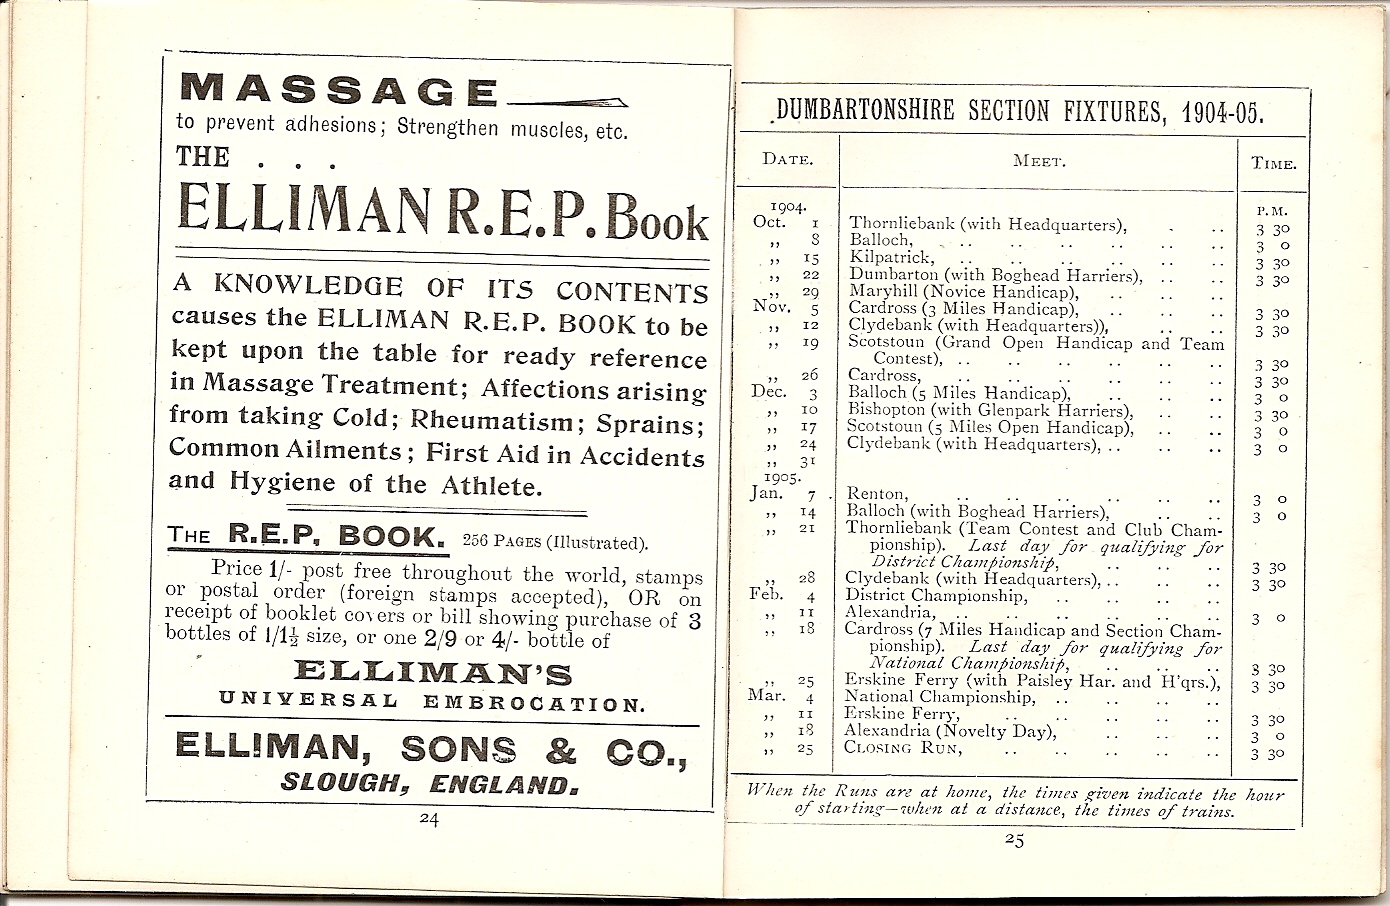 MASSAGE
to prevent adhesions; Strengthen muscles, etc.
THE . . .
ELLIMAN R.E.P. Book
A KNOWLEDGE OF ITS CONTENTS
causes the ELLIMAN R.E.P. BOOK to be
kept upon the table for ready reference
in Massage Treatment; Affections arising
from taking Cold; Rheumatism; Sprains;
Common Ailments; First Aid in Accidents
and Hygiene of the Athlete.
THE R.E.P. BOOK. 256 PAGES (Illustrated).
Price 1/- post free throughout the world, stamps
or postal order (foreign stamps accepted), OR on
receipt of booklet covers or bill showing purchase of 3
bottles of 1/1½ size, or one 2/9 or 4/- bottle of
ELLIMAN'S
UNIVERSAL EMBROCATION.
ELLIMAN, SONS & CO.,
SLOUGH, ENGLAND.
24
DUMBARTONSHIRE SECTION FIXTURES, 1904-05.
DATE. MEET. TIME.
1904. P.M.
Oct. 1 Thornliebank (with Headquarters), .. 3 30
,, 8 Balloch, .. .. .. .. .. .. 3 0
,, 15 Kilpatrick, .. .. .. .. .. .. 3 30
,, 22 Dumbarton (with Boghead Harriers), .. .. 3 30
,, 29 Maryhill (Novice Handicap), .. .. ..
Nov. 5 Cardross (3 Miles Handicap), .. .. .. 3 30
,, 12 Clydebank (with Headquarters)), .. .. 3 30
,, 19 Scotstoun (Grand Open Handicap and Team
Contest), .. .. .. .. .. .. 3 30
,, 26 Cardross, .. .. .. .. .. .. 3 30
Dec. 3 Balloch (5 Miles Handicap), .. .. .. 3 0
,, 10 Bishopton (with Glenpark Harriers), .. .. 3 30
,, 17 Scotstoun (5 Miles Open Handicap), .. .. 3 0
,, 24 Clydebank (with Headquarters), .. .. .. 3 0
,, 31
1905.
Jan. 7 Renton, .. .. .. .. .. .. 3 0
,, 14 Balloch (with Boghead Harriers), .. .. 3 0
,, 21 Thornliebank (Team Contest and Club Cham-
pionship). Last day for qualifying for
District Championship, .. .. .. 3 30
,, 28 Clydebank (with Headquarters), .. .. .. 3 30
Feb. 4 District Championship, .. .. .. ..
,, 11 Alexandria, .. .. .. .. .. .. 3 0
,, 18 Cardross (7 Miles Handicap and Section Cham-
pionship). Last day for qualifying for
National Championship, .. .. .. 3 30
,, 25 Erskine Ferry (with Paisley Har. and H'qrs.), 3 30
Mar. 4 National Championship, .. .. .. ..
,, 11 Erskine Ferry, .. .. .. .. .. 3 30
,, 18 Alexandria (Novelty Day), .. .. .. 3 0
,, 25 CLOSING RUN, .. .. .. .. .. 3 30
When the Runs are at home, the times given indicate the hour
of starting—when at a distance, the times of trains.
25